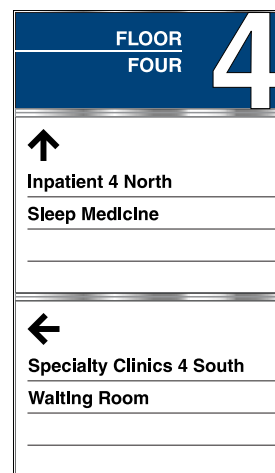 FLOOR
FOUR
4
Inpatient 4 North
Sleep Medicine
Specialty Clinics 4 South
Waiting Room